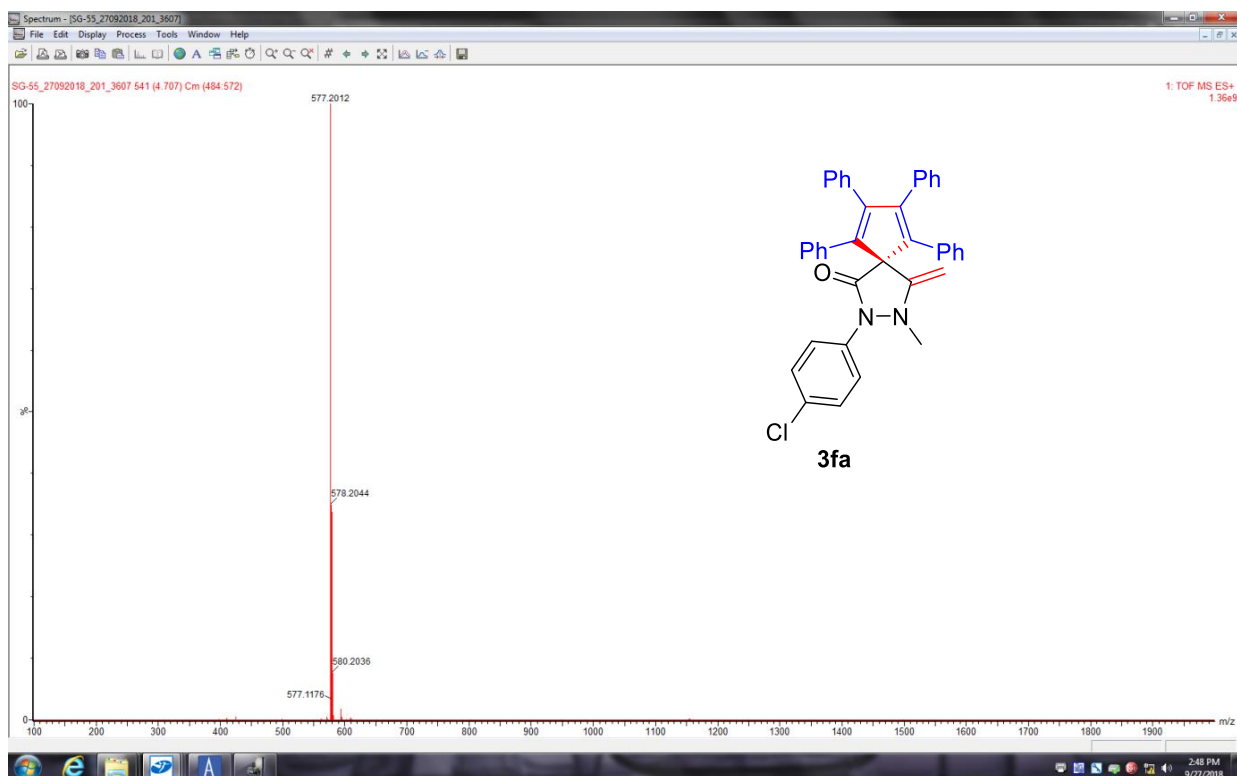 Spectrum - [SG-55_27092018_201_3607]
File Edit Display Process Tools Window Help
SG-55_27092018_201_3607 541 (4.707) Cm (484:572)
1: TOF MS ES+
1.36e9
577.2012
100
%
0
578.2044
580.2036
577.1176
Ph Ph
Ph Ph
O
N N
Cl
3fa
100 200 300 400 500 600 700 800 900 1000 1100 1200 1300 1400 1500 1600 1700 1800 1900
m/z
2:48 PM
9/27/2018